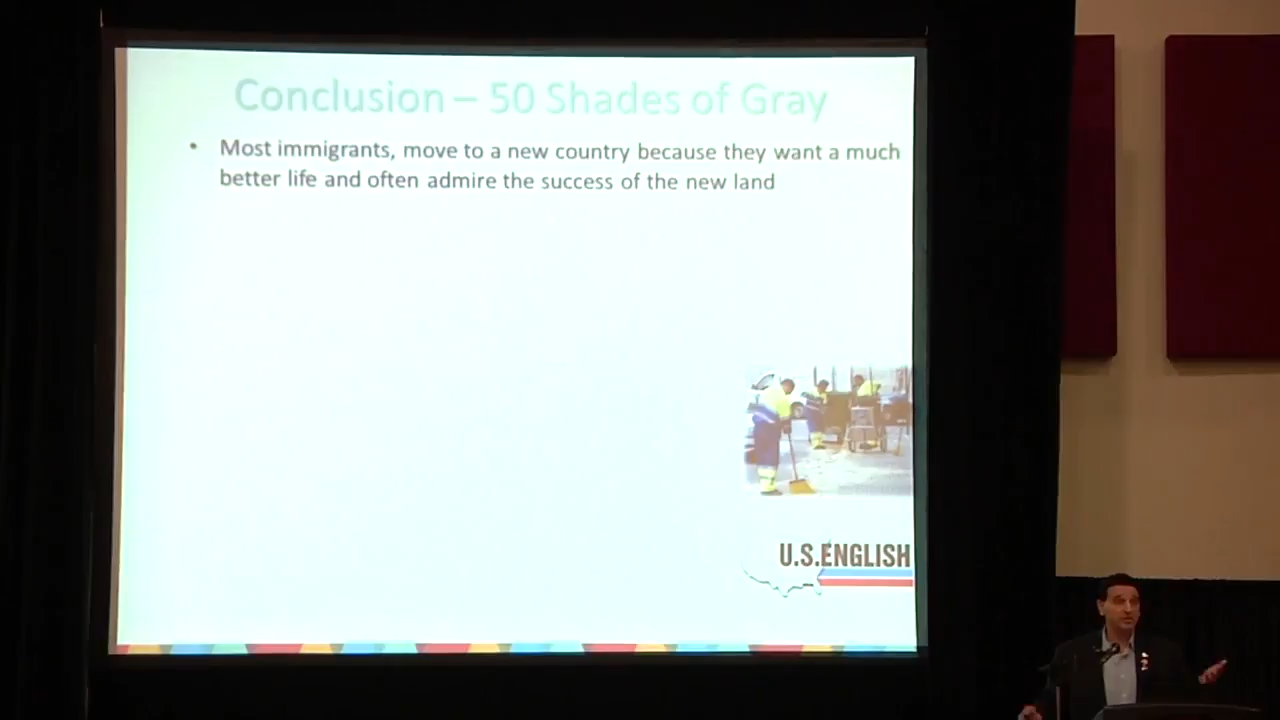 Conclusion – 50 Shades of Gray
• Most immigrants, move to a new country because they want a much
better life and often admire the success of the new land
U.S.ENGLISH